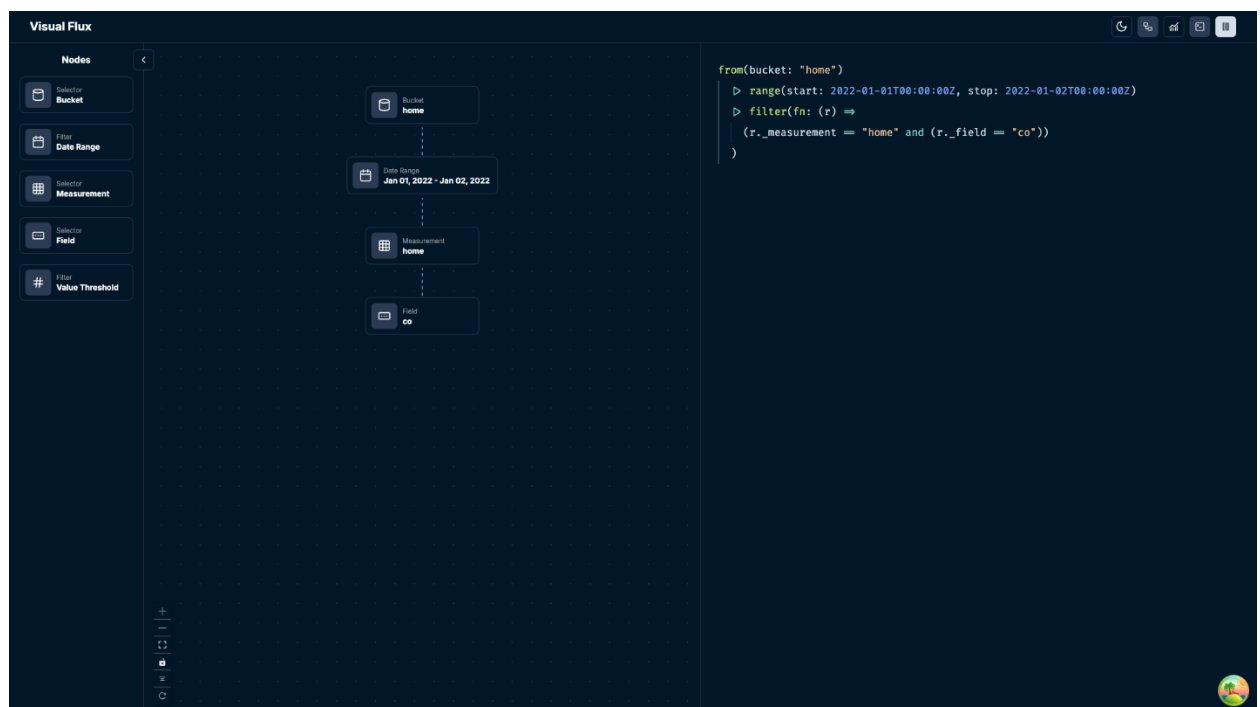 Visual Flux
Nodes
Selector
Bucket
Filter
Date Range
Selector
Measurement
Selector
Field
Filter
Value Threshold
Bucket
home
Date Range
Jan 01, 2022 - Jan 02, 2022
Measurement
home
Field
co
from(bucket: "home")
▷ range(start: 2022-01-01T00:00:00Z, stop: 2022-01-02T00:00:00Z)
▷ filter(fn: (r) ⇒
(r._measurement == "home" and (r._field == "co"))
)